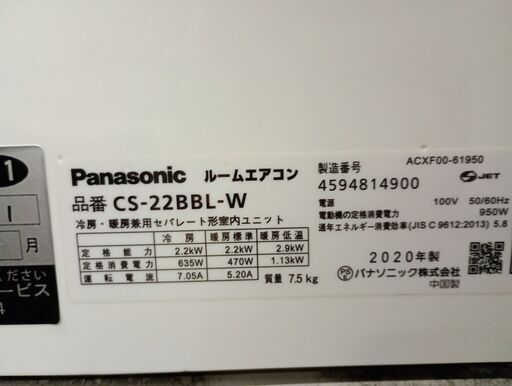 Panasonic ルームエアコン
品番 CS-22BBL-W
冷房・暖房兼用セパレート形室内ユニット
冷房 暖房標準 暖房低温
定格能力 2.2kW 2.2kW 2.9kW
定格消費電力 635W 470W 1.13kW
運転電流 7.05A 5.20A
質量 7.5kg
ACXF00-61950
製造番号
4594814900
JET
電源 100V 50/60Hz
電動機の定格消費電力 950W
通年エネルギー消費効率(JIS C 9612:2013) 5.8
2020年製
PSE パナソニック株式会社
中国製
1
月
ください
ービス
4